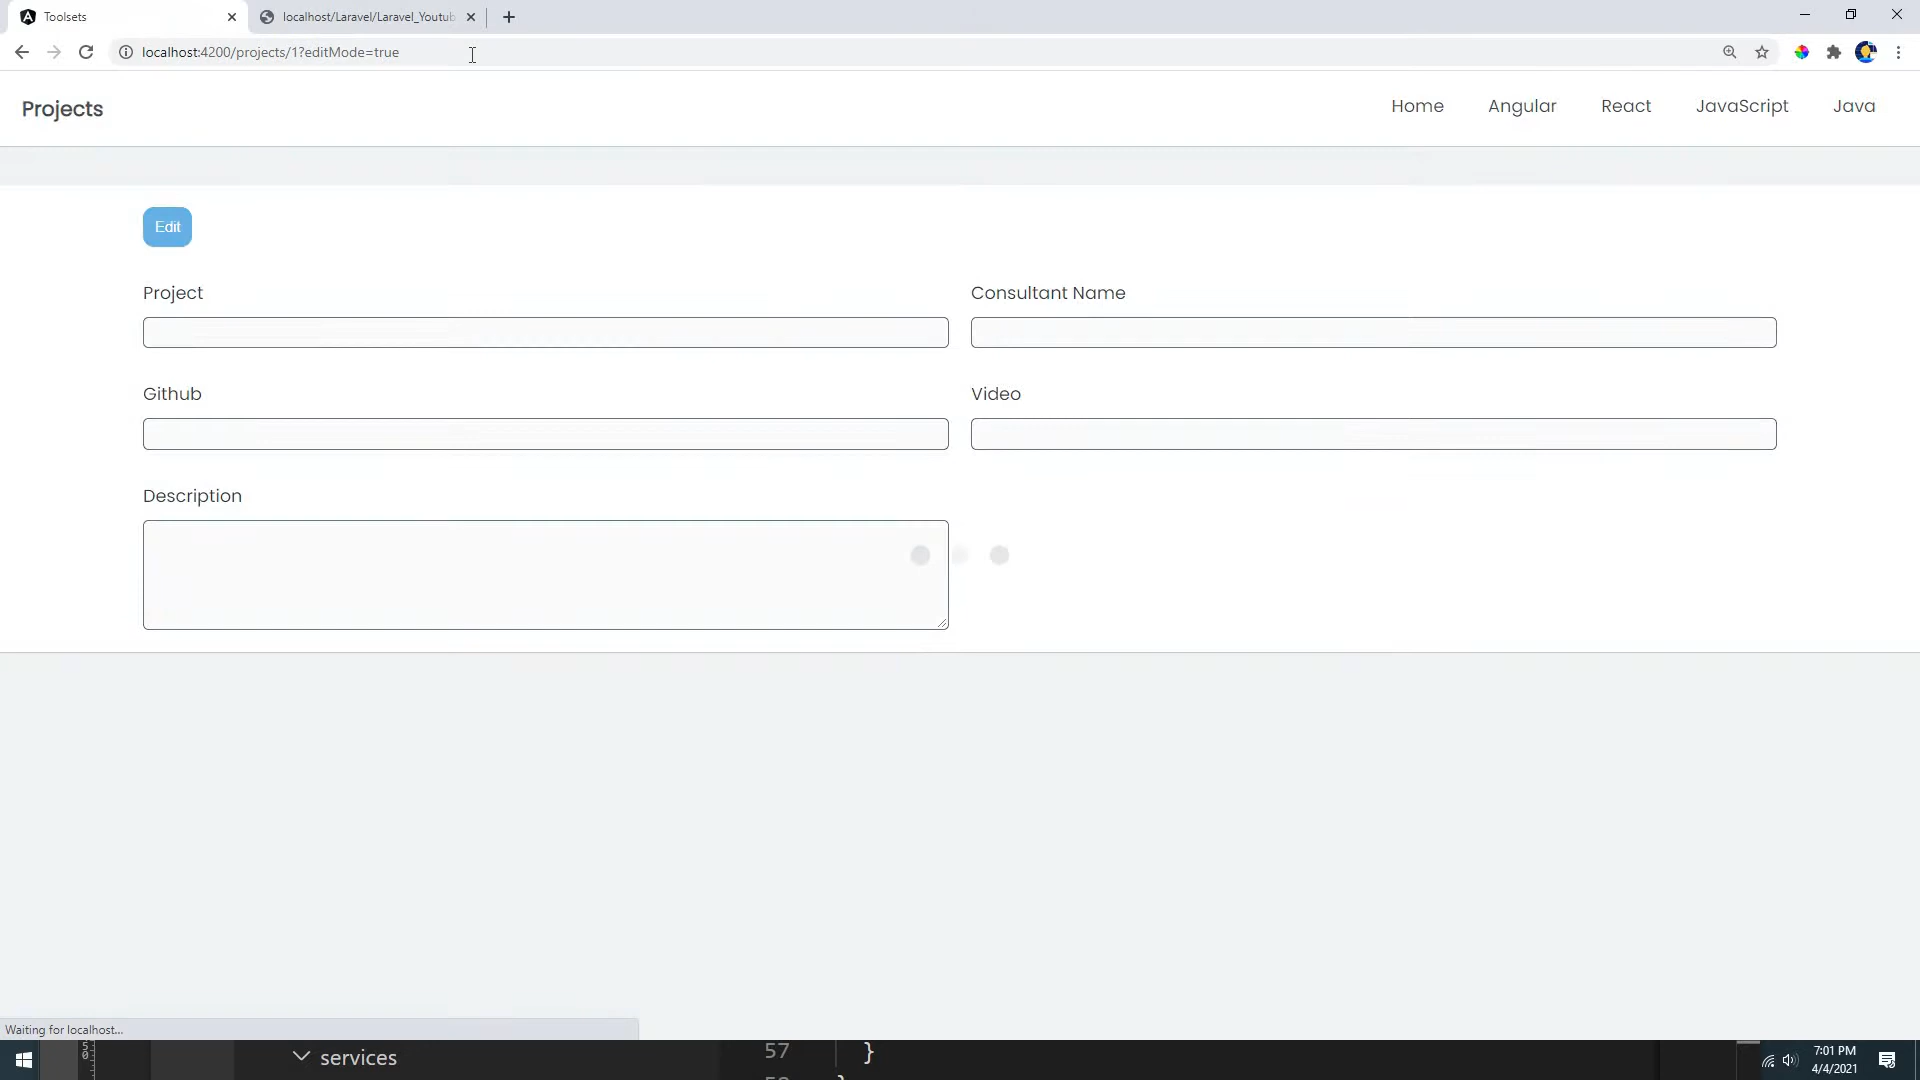 Toolsets
localhost/Laravel/Laravel_Youtub
localhost:4200/projects/1?editMode=true
Projects
Home
Angular
React
JavaScript
Java
Edit
Project
Consultant Name
Github
Video
Description
Waiting for localhost...
services
57
}
7:01 PM
4/4/2021